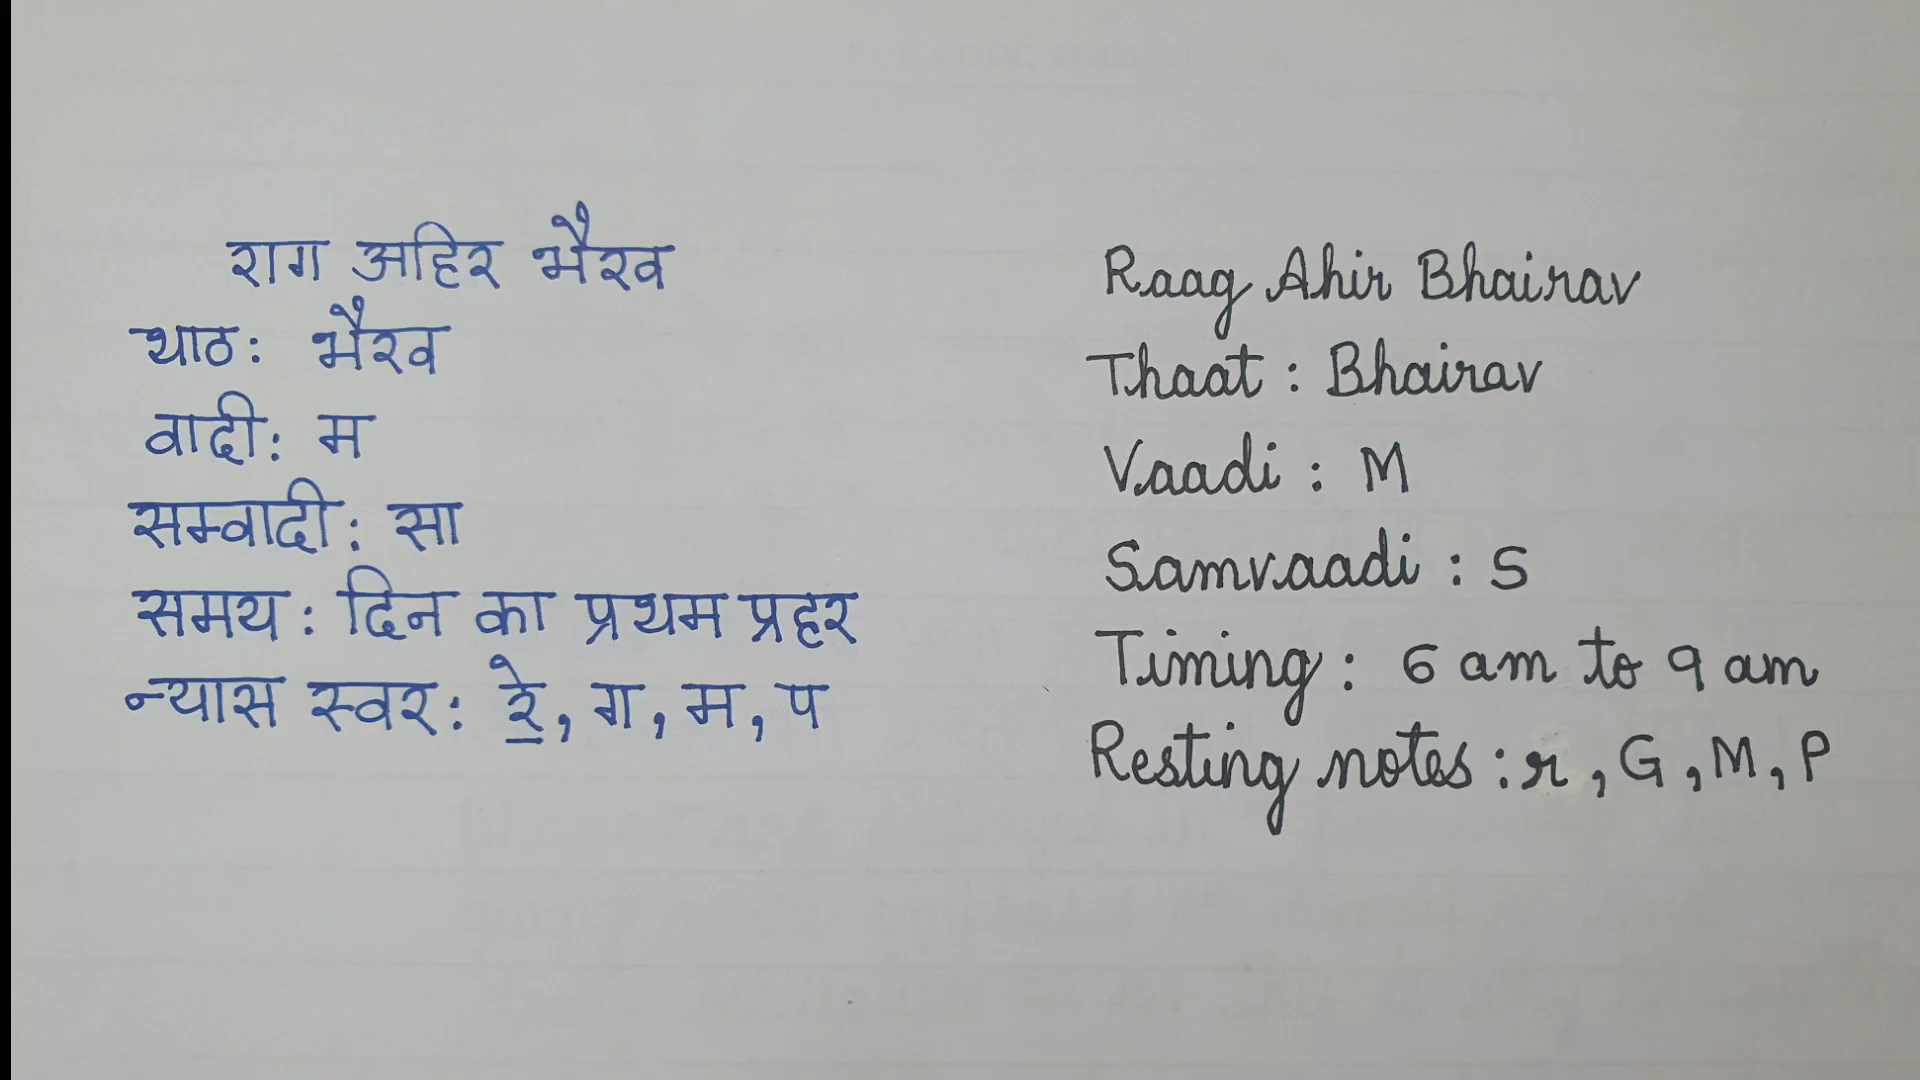 राग अहिर भैरव
थाठ: भैरव
वादी: म
सम्वादी: सा
समय: दिन का प्रथम प्रहर
न्यास स्वर: रे॒, ग, म, प
Raag Ahir Bhairav
Thaat : Bhairav
Vaadi : M
Samvaadi : S
Timing : 6 am to 9 am
Resting notes : r, G, M, P